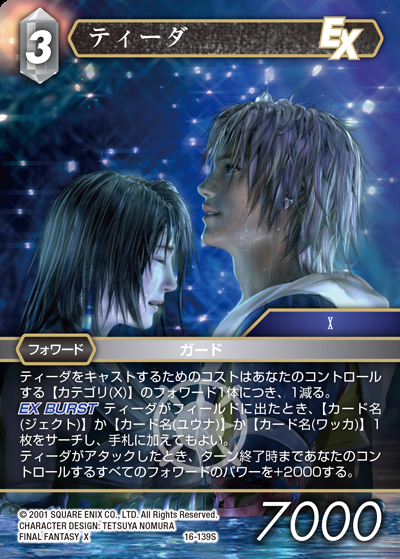 3
ティーダ
EX
X
フォワード
ガード
ティーダをキャストするためのコストはあなたのコントロール
する【カテゴリ(X)】のフォワード1体につき、1減る。
EX BURST ティーダがフィールドに出たとき、【カード名
(ジェクト)】か【カード名(ユウナ)】か【カード名(ワッカ)】1
枚をサーチし、手札に加えてもよい。
ティーダがアタックしたとき、ターン終了時まであなたのコ
ントロールするすべてのフォワードのパワーを+2000する。
© 2001 SQUARE ENIX CO., LTD. All Rights Reserved.
CHARACTER DESIGN: TETSUYA NOMURA
FINAL FANTASY X
16-139S
7000